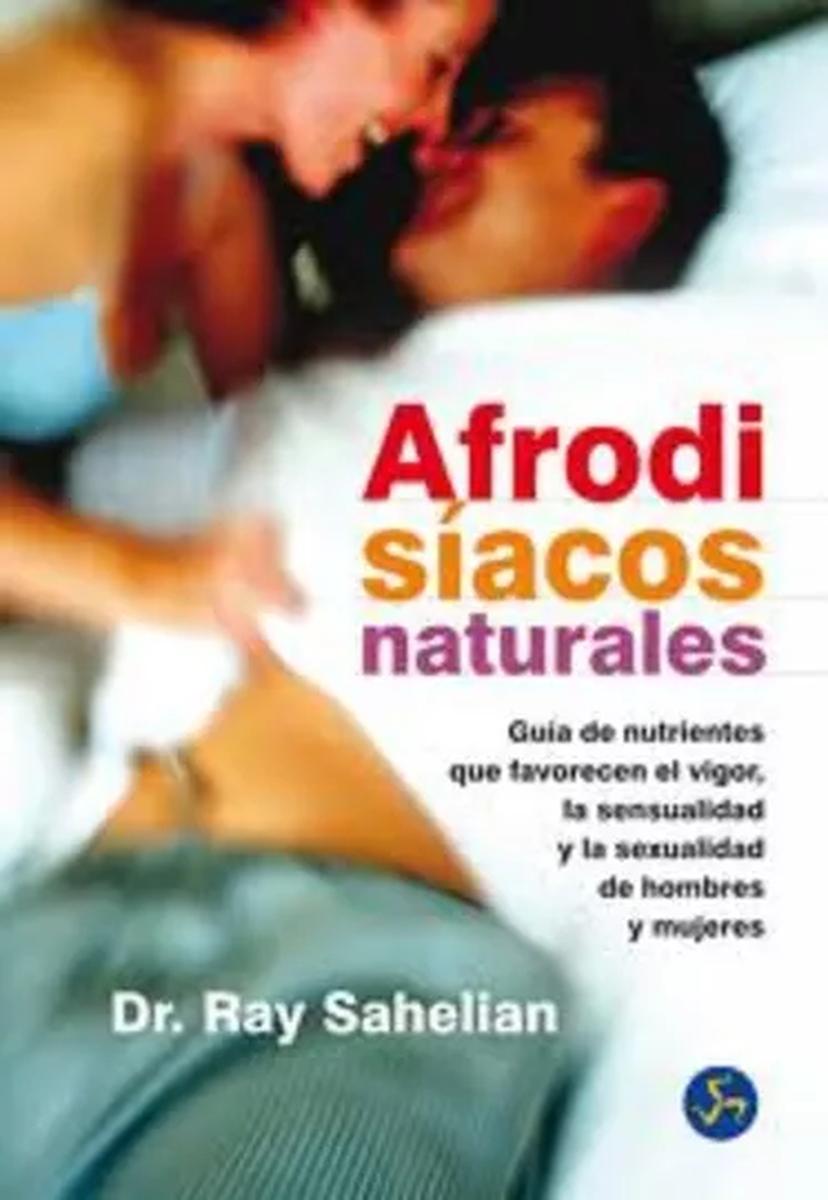 Afrodi
síacos
naturales
Guía de nutrientes
que favorecen el vigor,
la sensualidad
y la sexualidad
de hombres
y mujeres
Dr. Ray Sahelian